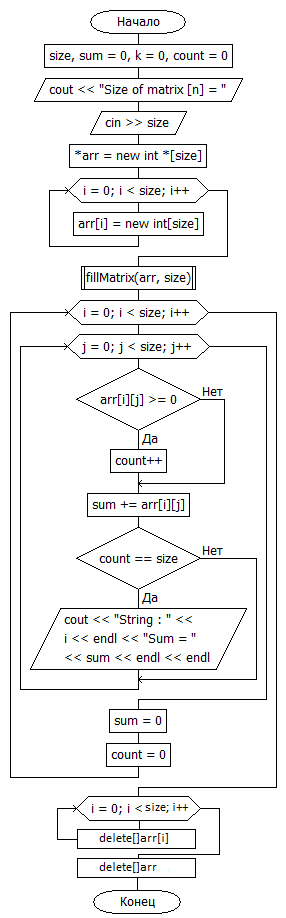 Начало
size, sum = 0, k = 0, count = 0
cout << "Size of matrix [n] = "
cin >> size
*arr = new int *[size]
i = 0; i < size; i++
arr[i] = new int[size]
fillMatrix(arr, size)
i = 0; i < size; i++
j = 0; j < size; j++
arr[i][j] >= 0
Нет
Да
count++
sum += arr[i][j]
count == size
Нет
Да
cout << "String : " <<
i << endl << "Sum = "
<< sum << endl << endl
sum = 0
count = 0
i = 0; i < size; i++
delete[]arr[i]
delete[]arr
Конец